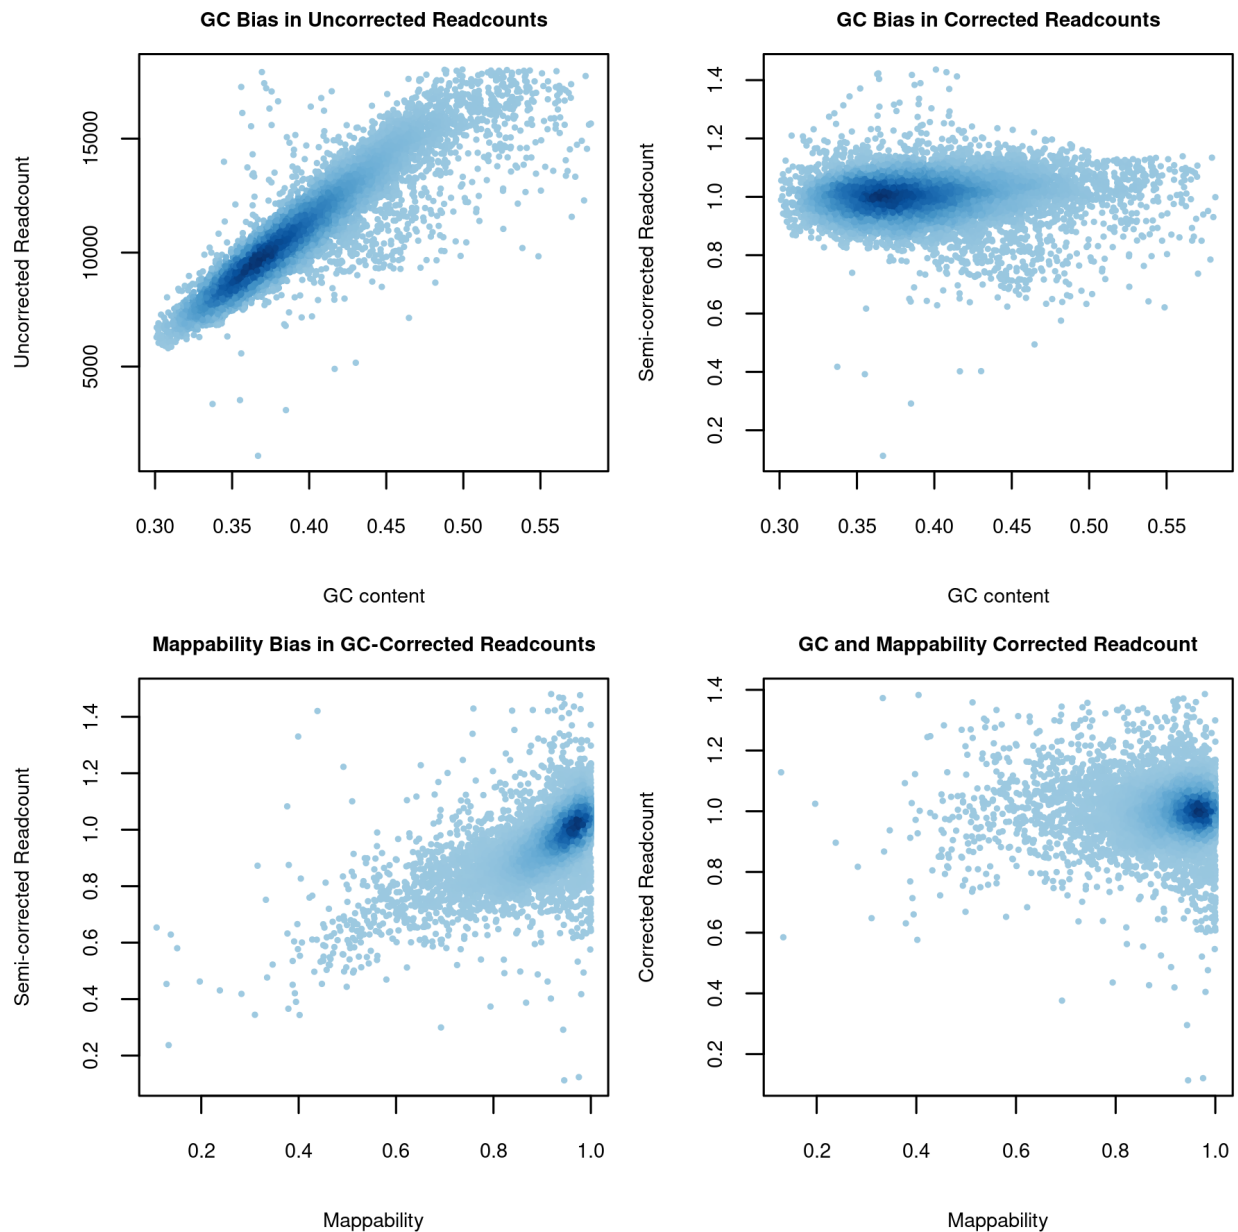 GC Bias in Uncorrected Readcounts
Uncorrected Readcount
15000
10000
5000
0.30 0.35 0.40 0.45 0.50 0.55
GC content
GC Bias in Corrected Readcounts
Semi-corrected Readcount
1.4
1.2
1.0
0.8
0.6
0.4
0.2
0.30 0.35 0.40 0.45 0.50 0.55
GC content
Mappability Bias in GC-Corrected Readcounts
Semi-corrected Readcount
1.4
1.2
1.0
0.8
0.6
0.4
0.2
0.2 0.4 0.6 0.8 1.0
Mappability
GC and Mappability Corrected Readcount
Corrected Readcount
1.4
1.2
1.0
0.8
0.6
0.4
0.2
0.2 0.4 0.6 0.8 1.0
Mappability